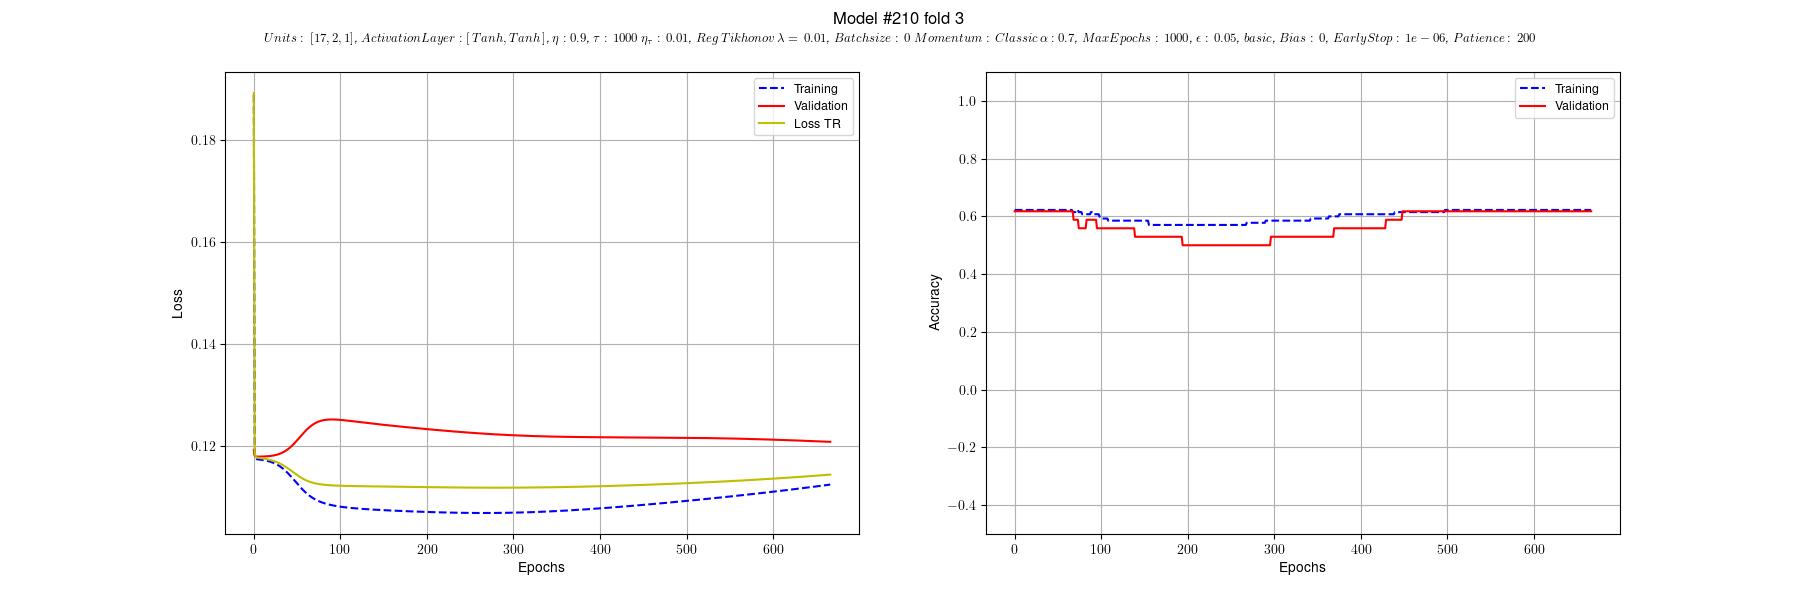 Model #210 fold 3
Units : [17, 2, 1], ActivationLayer : [Tanh, Tanh], η : 0.9, τ : 1000 ητ : 0.01, Reg Tikhonov λ = 0.01, Batchsize : 0 Momentum : Classic α : 0.7, MaxEpochs : 1000, ϵ : 0.05, basic, Bias : 0, EarlyStop : 1e − 06, Patience : 200
Training
Validation
Loss TR
0.18
0.16
0.14
0.12
Loss
0 100 200 300 400 500 600
Epochs
Training
Validation
1.0
0.8
0.6
0.4
0.2
0.0
−0.2
−0.4
Accuracy
0 100 200 300 400 500 600
Epochs